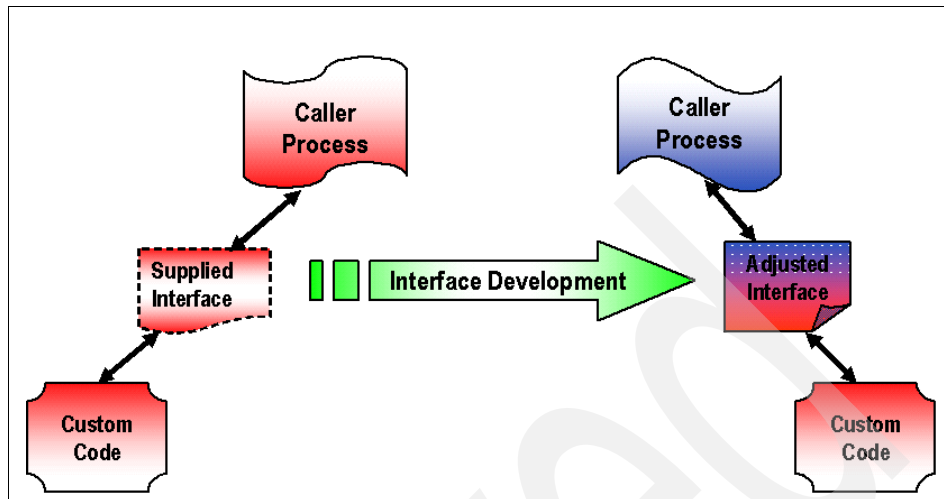 Caller
Process
Caller
Process
Supplied
Interface
Interface Development
Adjusted
Interface
Custom
Code
Custom
Code